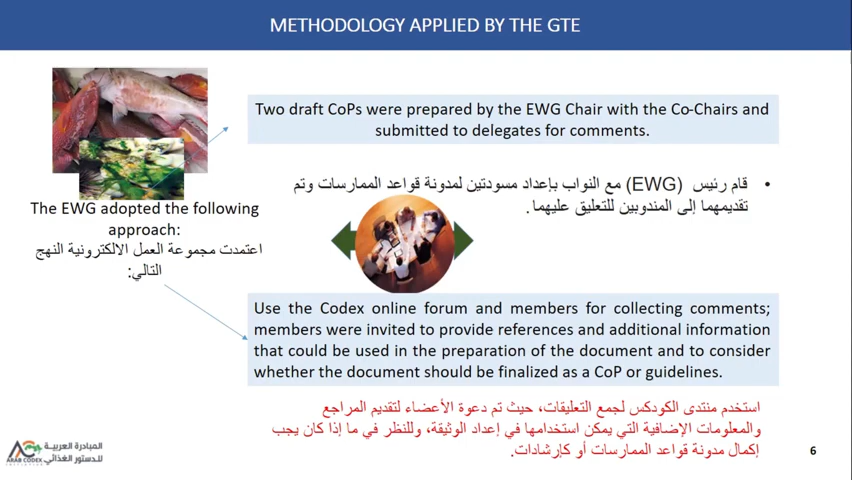 METHODOLOGY APPLIED BY THE GTE
Two draft CoPs were prepared by the EWG Chair with the Co-Chairs and
submitted to delegates for comments.
• قام رئيس (EWG) مع النواب بإعداد مسودتين لمدونة قواعد الممارسات وتم
تقديمهما إلى المندوبين للتعليق عليهما.
The EWG adopted the following
approach:
اعتمدت مجموعة العمل الالكترونية النهج
التالي:
Use the Codex online forum and members for collecting comments;
members were invited to provide references and additional information
that could be used in the preparation of the document and to consider
whether the document should be finalized as a CoP or guidelines.
استخدم منتدى الكودكس لجمع التعليقات، حيث تم دعوة الأعضاء لتقديم المراجع
والمعلومات الإضافية التي يمكن استخدامها في إعداد الوثيقة، وللنظر في ما إذا كان يجب
إكمال مدونة قواعد الممارسات أو كإرشادات.
المبادرة العربية
للدستور الغذائي
ARAB CODEX
INITIATIVE
6